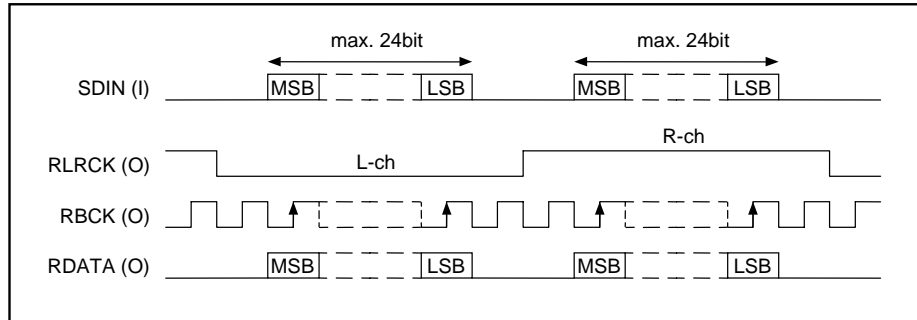 max. 24bit max. 24bit
SDIN (I) MSB LSB MSB LSB
R-ch
RLRCK (O) L-ch
RBCK (O)
RDATA (O) MSB LSB MSB LSB